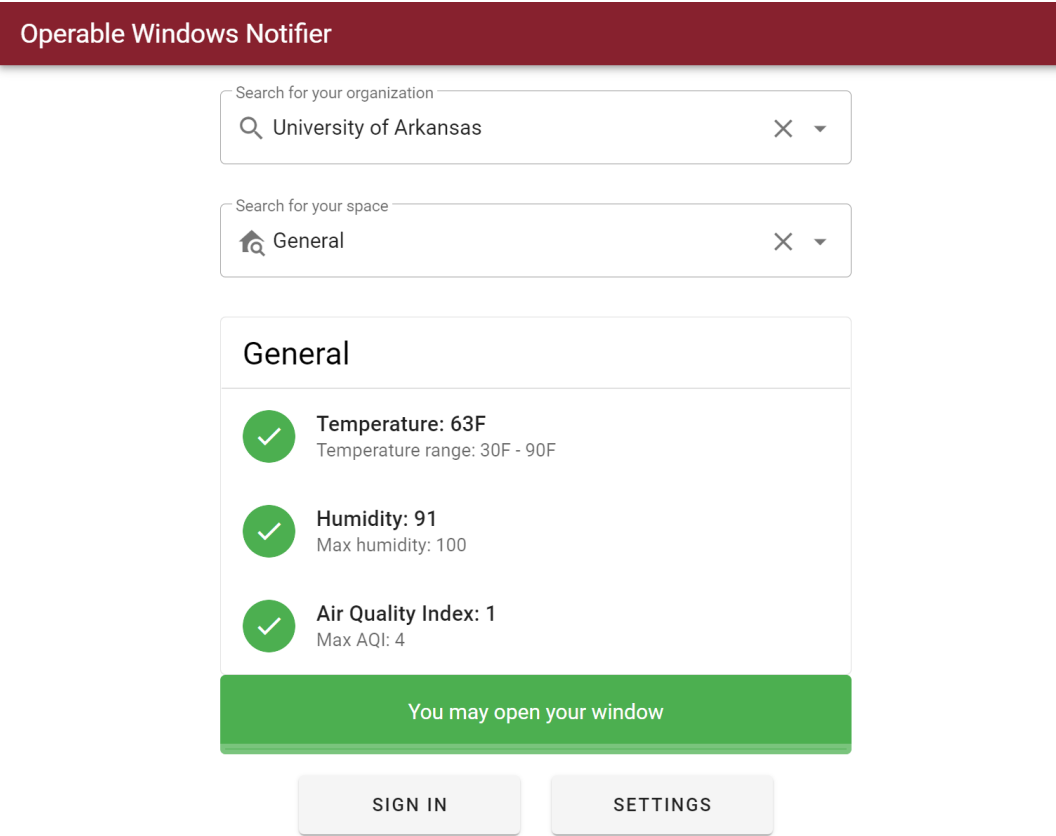 Operable Windows Notifier
Search for your organization
University of Arkansas
Search for your space
General
General
Temperature: 63F
Temperature range: 30F - 90F
Humidity: 91
Max humidity: 100
Air Quality Index: 1
Max AQI: 4
You may open your window
SIGN IN
SETTINGS